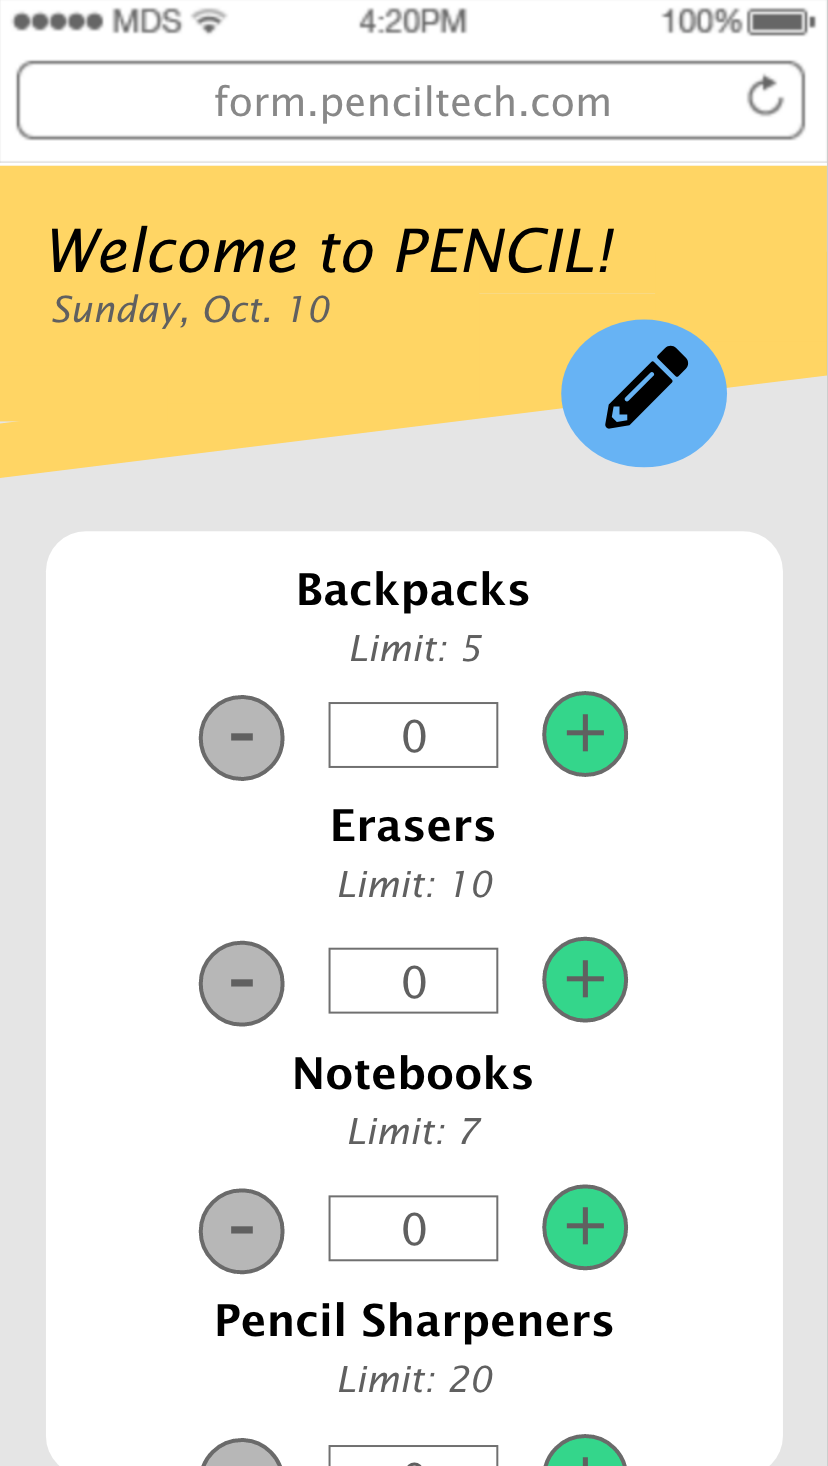 MDS 4:20PM 100%
form.penciltech.com
Welcome to PENCIL!
Sunday, Oct. 10
Backpacks
Limit: 5
- 0 +
Erasers
Limit: 10
- 0 +
Notebooks
Limit: 7
- 0 +
Pencil Sharpeners
Limit: 20